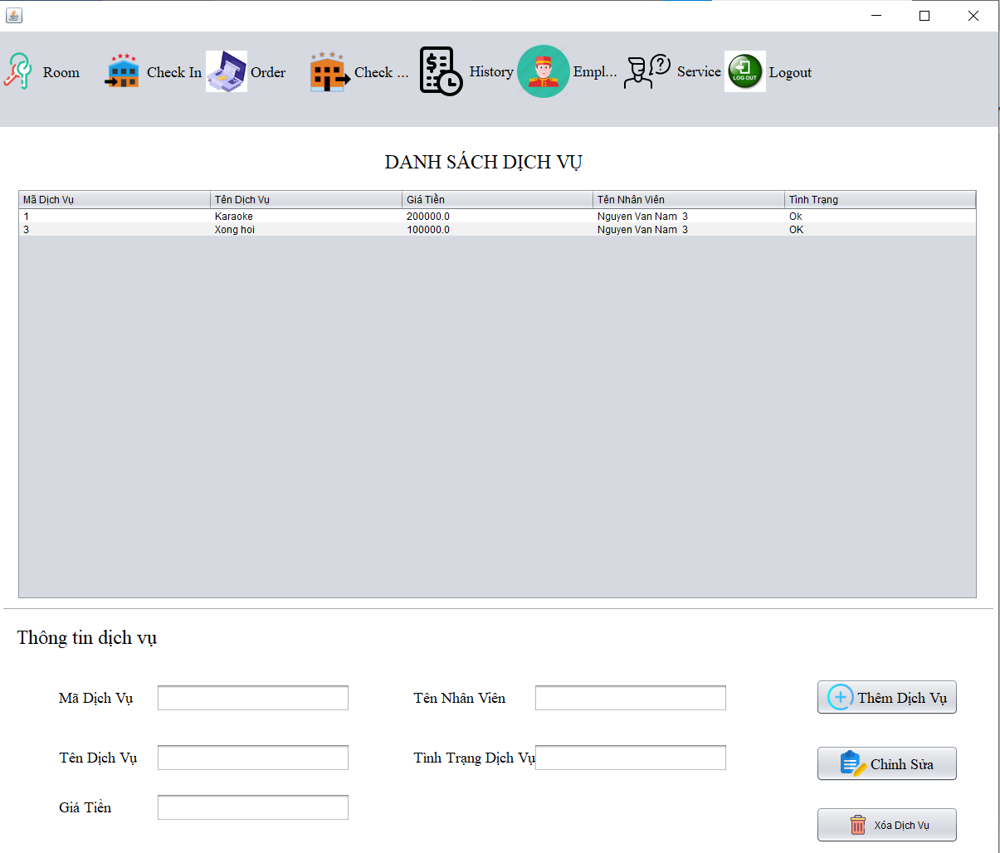 Room Check In Order Check ... History Empl... Service LOG OUT Logout
DANH SÁCH DỊCH VỤ
Mã Dịch Vụ Tên Dịch Vụ Giá Tiền Tên Nhân Viên Tình Trạng
1 Karaoke 200000.0 Nguyen Van Nam 3 Ok
3 Xong hoi 100000.0 Nguyen Van Nam 3 OK
Thông tin dịch vụ
Mã Dịch Vụ Tên Nhân Viên Thêm Dịch Vụ
Tên Dịch Vụ Tình Trạng Dịch Vụ Chỉnh Sửa
Giá Tiền Xóa Dịch Vụ